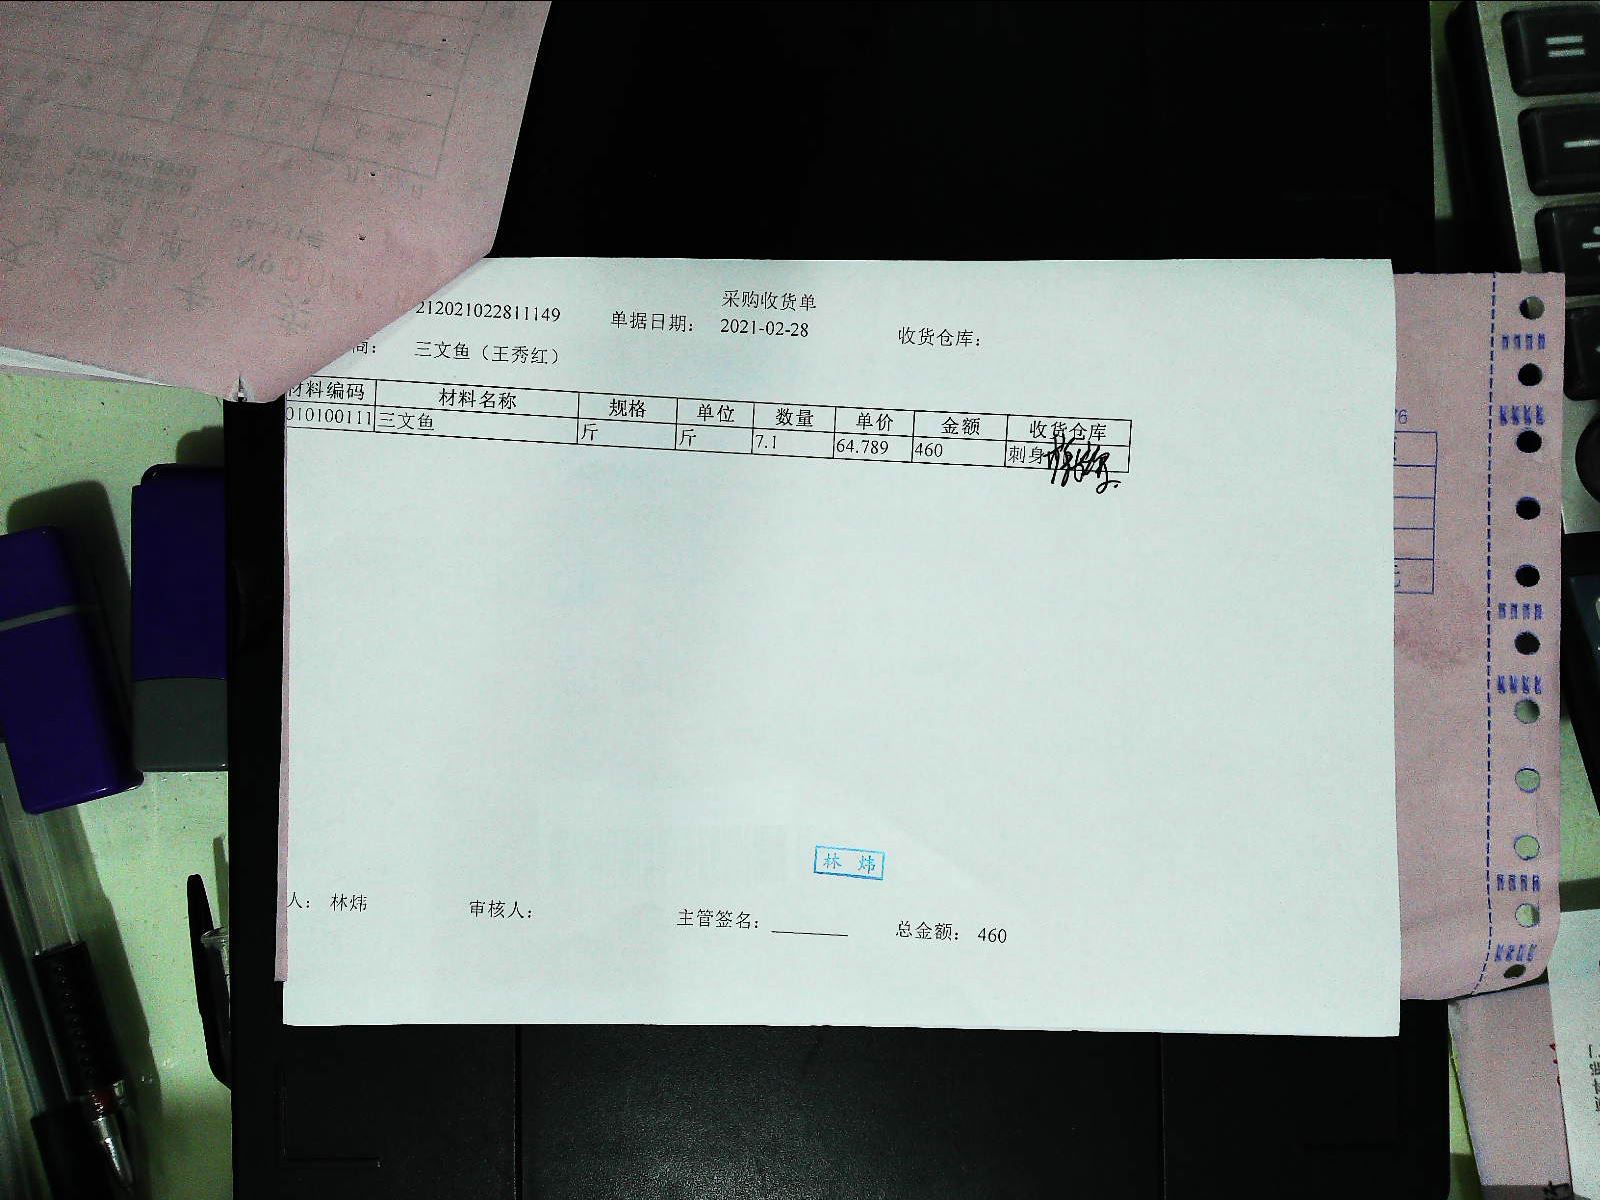 采购收货单
212021022811149 单据日期: 2021-02-28 收货仓库:
商: 三文鱼（王秀红）
材料编码 材料名称 规格 单位 数量 单价 金额 收货仓库
010100111 三文鱼 斤 斤 7.1 64.789 460 刺身
林炜
人: 林炜 审核人: 主管签名: 总金额: 460